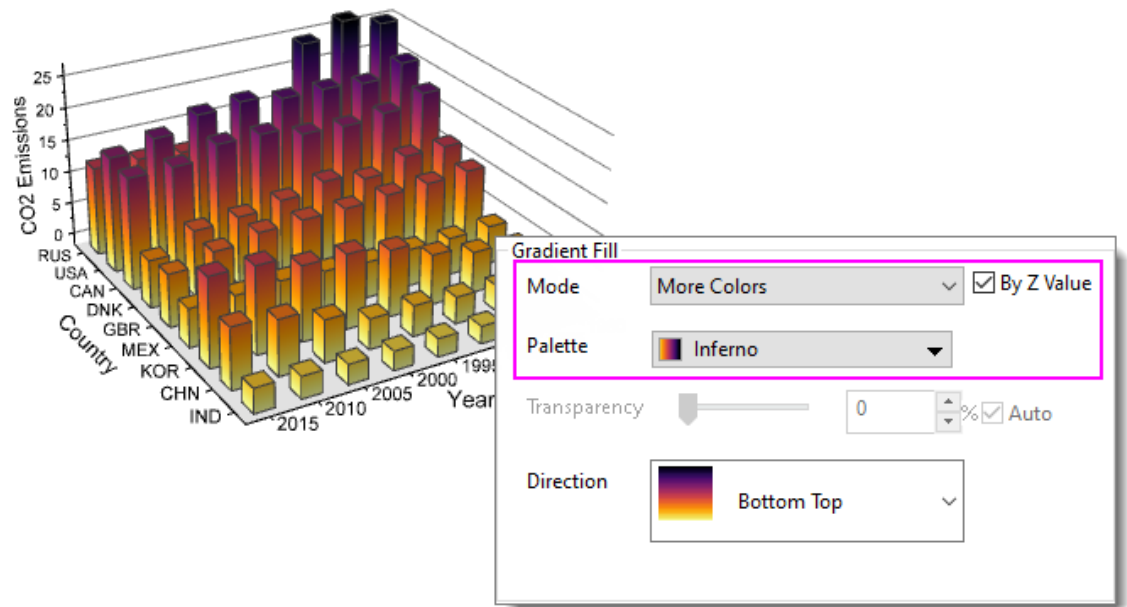 25
20
15
10
5
0
CO2 Emissions
RUS
USA
CAN
DNK
GBR
MEX
KOR
CHN
IND
Country
2015
2010
2005
2000
1995
Year
Gradient Fill
Mode More Colors By Z Value
Palette Inferno
Transparency 0 % Auto
Direction Bottom Top